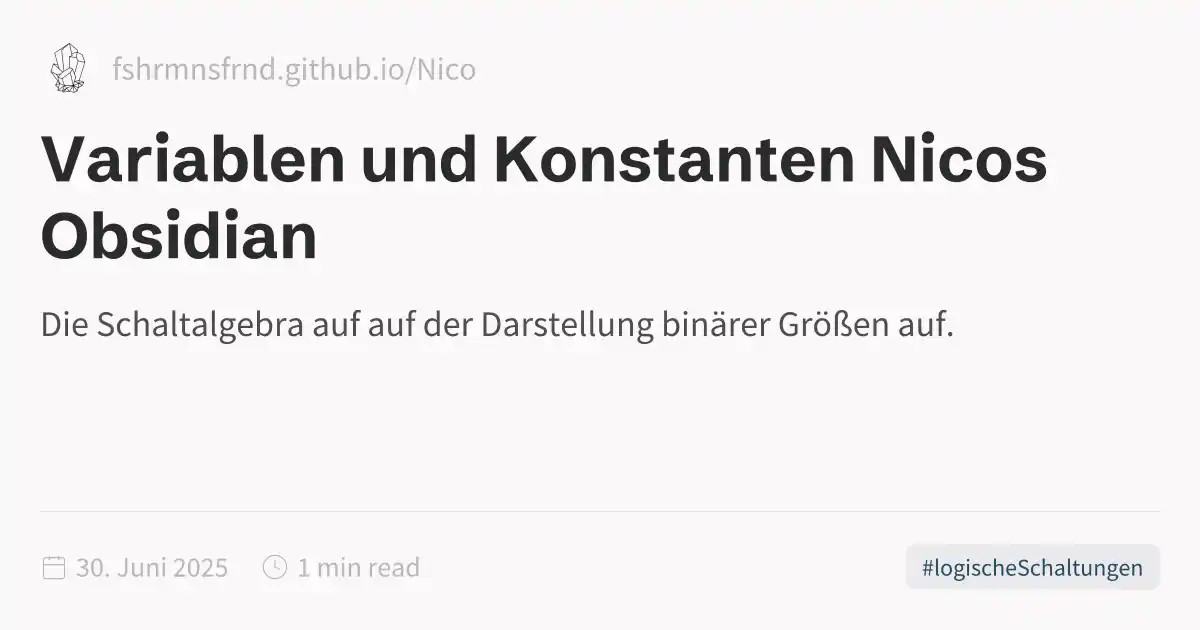 fshrmnsfrnd.github.io/Nico
Variablen und Konstanten Nicos
Obsidian
Die Schaltalgebra auf auf der Darstellung binärer Größen auf.
30. Juni 2025 1 min read #logischeSchaltungen